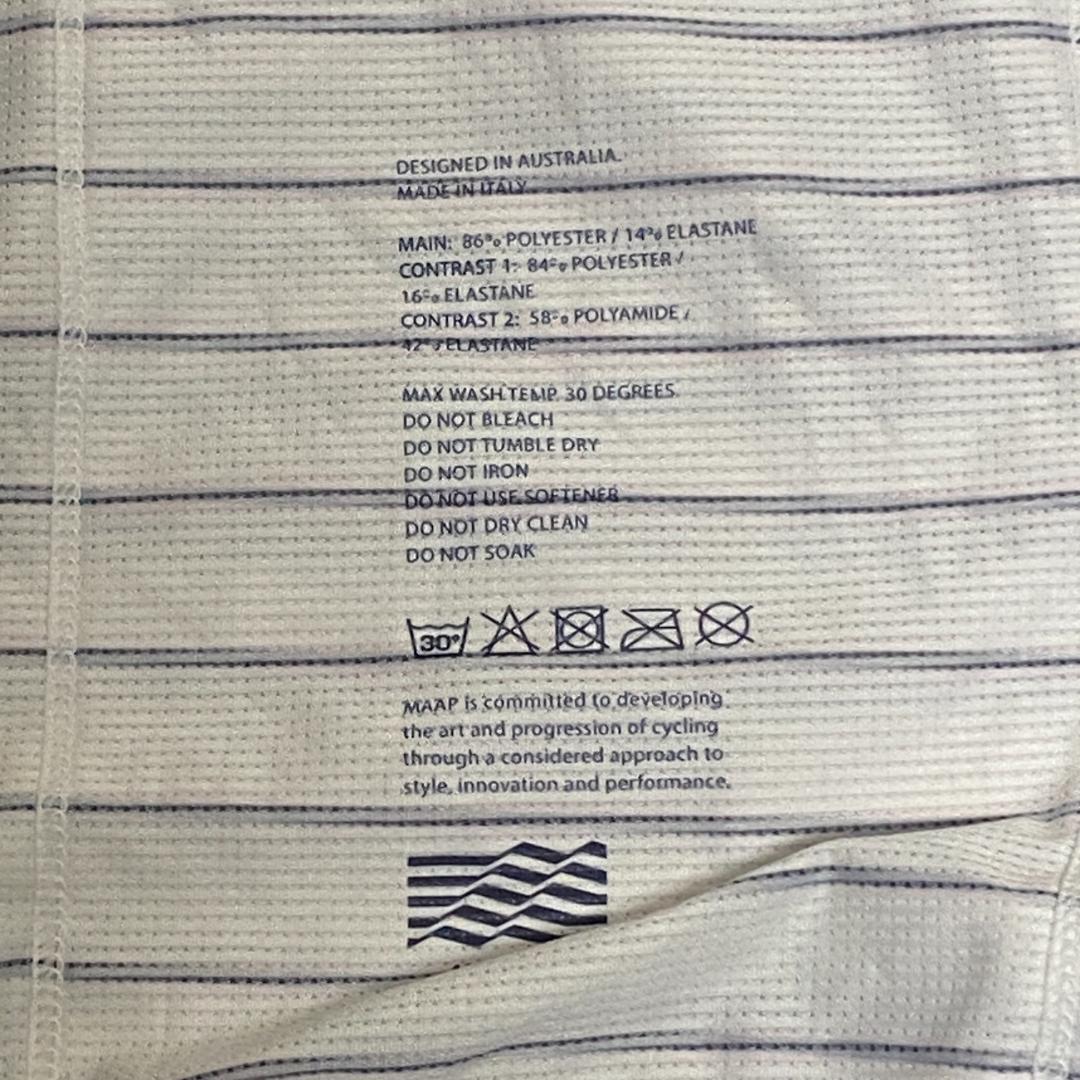 DESIGNED IN AUSTRALIA.
MADE IN ITALY
MAIN: 86% POLYESTER / 14% ELASTANE
CONTRAST 1: 84% POLYESTER /
16% ELASTANE
CONTRAST 2: 58% POLYAMIDE /
42% ELASTANE
MAX WASH TEMP. 30 DEGREES
DO NOT BLEACH
DO NOT TUMBLE DRY
DO NOT IRON
DO NOT USE SOFTENER
DO NOT DRY CLEAN
DO NOT SOAK
30°
MAAP is committed to developing
the art and progression of cycling
through a considered approach to
style, innovation and performance.